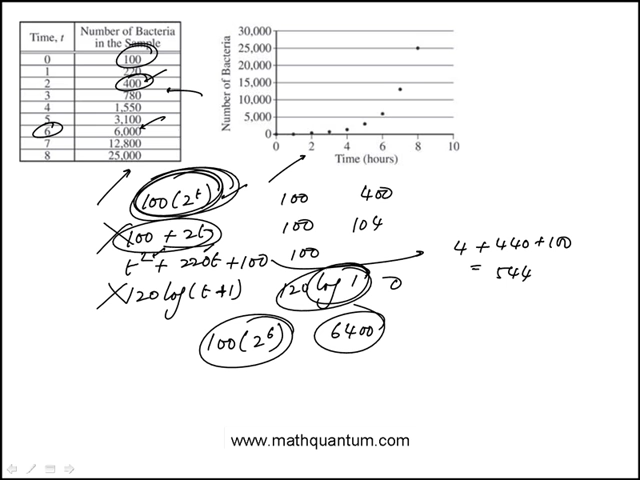 Time, t Number of Bacteria in the Sample
0 100
1 220
2 400
3 780
4 1,550
5 3,100
6 6,000
7 12,800
8 25,000
Number of Bacteria
30,000
25,000
20,000
15,000
10,000
5,000
0
0 2 4 6 8 10
Time (hours)
100(2^t) 100 400
100 + 2t 100 104
t^2 + 220t + 100 100 4 + 440 + 100
= 544
120 log(t+1) 120 log 1 0
100(2^6) 6400
www.mathquantum.com